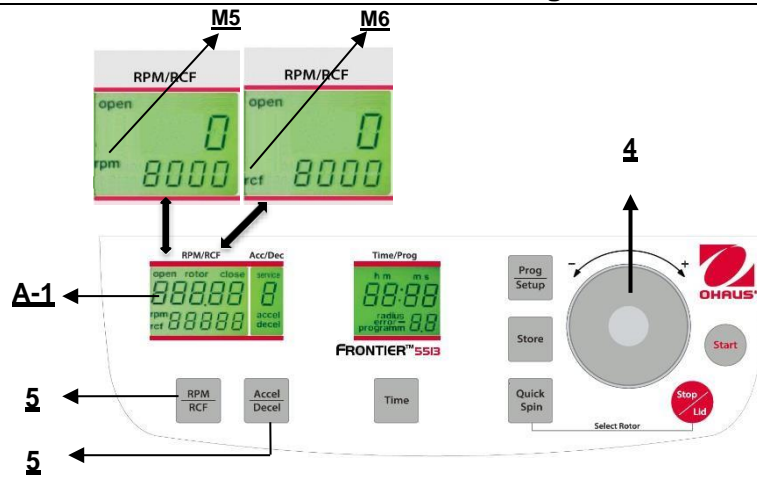 M5
M6
RPM/RCF
open
0
rpm
8000
RPM/RCF
open
0
rcf
8000
4
RPM/RCF
Acc/Dec
open rotor close
service
888.88
8
rpm
rcf
88888
accel
decel
A-1
Time/Prog
h m m s
88:88
radius
error/
programm
8.8
FRONTIER™ 5513
Prog
Setup
Store
Quick
Spin
- +
OHAUS®
Start
Stop
Lid
Select Rotor
5
RPM
RCF
Accel
Decel
Time
5